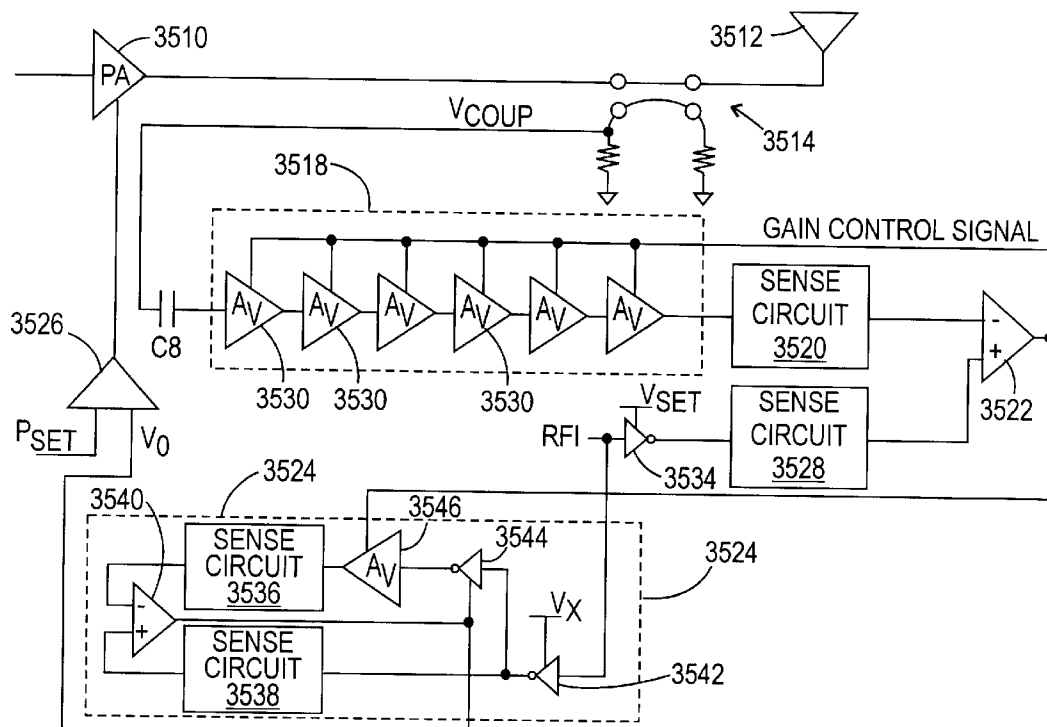 3510
3512
PA
VCOUP
3514
3518
GAIN CONTROL SIGNAL
AV AV AV AV AV AV
SENSE CIRCUIT 3520
- +
3522
C8
3526
3530 3530 3530
VSET
RFI
3534
SENSE CIRCUIT 3528
PSET
V0
3524
3540
3546
3544
3524
SENSE CIRCUIT 3536
AV
- +
VX
SENSE CIRCUIT 3538
3542